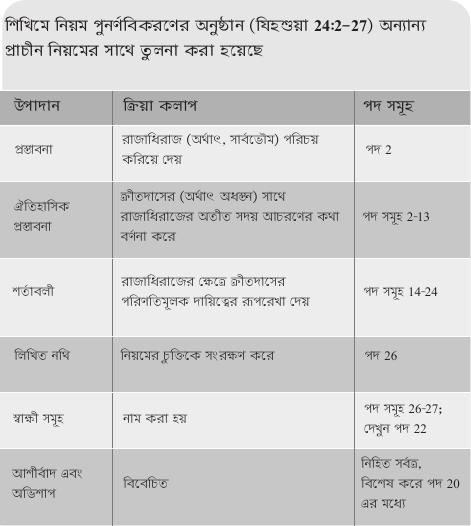 শিখিমে নিয়ম পুনর্ণবিকরণের অনুষ্ঠান (যিহশুয়া 24:2–27) অন্যান্য
প্রাচীন নিয়মের সাথে তুলনা করা হয়েছে
উপাদান
ক্রিয়া কলাপ
পদ সমূহ
প্রস্তাবনা
রাজাধিরাজ (অর্থাৎ, সার্বভৌম) পরিচয়
করিয়ে দেয়
পদ 2
ঐতিহাসিক
প্রস্তাবনা
ক্রীতদাসের (অর্থাৎ অধস্তন) সাথে
রাজাধিরাজের অতীত সদয় আচরণের কথা
বর্ণনা করে
পদ সমূহ 2-13
শর্তাবলী
রাজাধিরাজের ক্ষেত্রে ক্রীতদাসের
পরিণতিমূলক দায়িত্বের রূপরেখা দেয়
পদ সমূহ 14-24
লিখিত নথি
নিয়মের চুক্তিকে সংরক্ষণ করে
পদ 26
স্বাক্ষী সমূহ
নাম করা হয়
পদ সমূহ 26-27;
দেখুন পদ 22
আশীর্বাদ এবং
অভিশাপ
বিবেচিত
নিহিত সর্বত্র,
বিশেষ করে পদ 20
এর মধ্যে